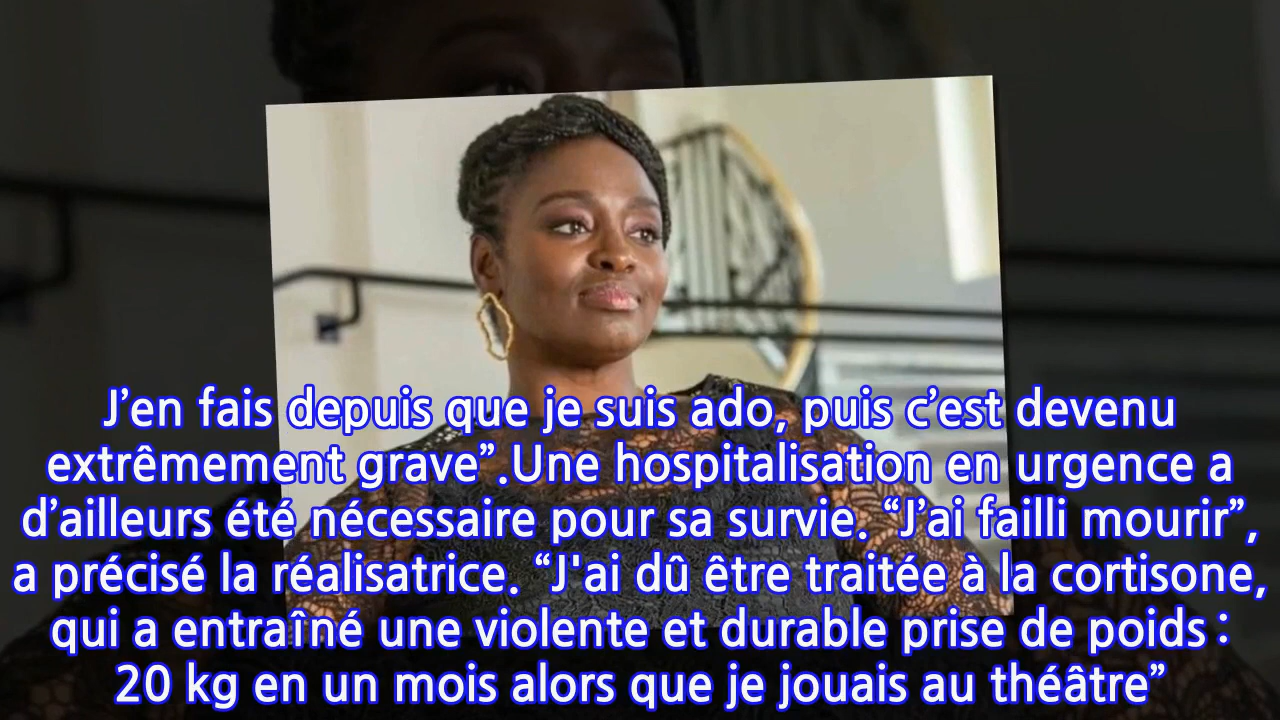 J’en fais depuis que je suis ado, puis c’est devenu
extrêmement grave” .Une hospitalisation en urgence a
d’ailleurs été nécessaire pour sa survie. “J’ai failli mourir”,
a précisé la réalisatrice. “J'ai dû être traitée à la cortisone,
qui a entraîné une violente et durable prise de poids :
20 kg en un mois alors que je jouais au théâtre”